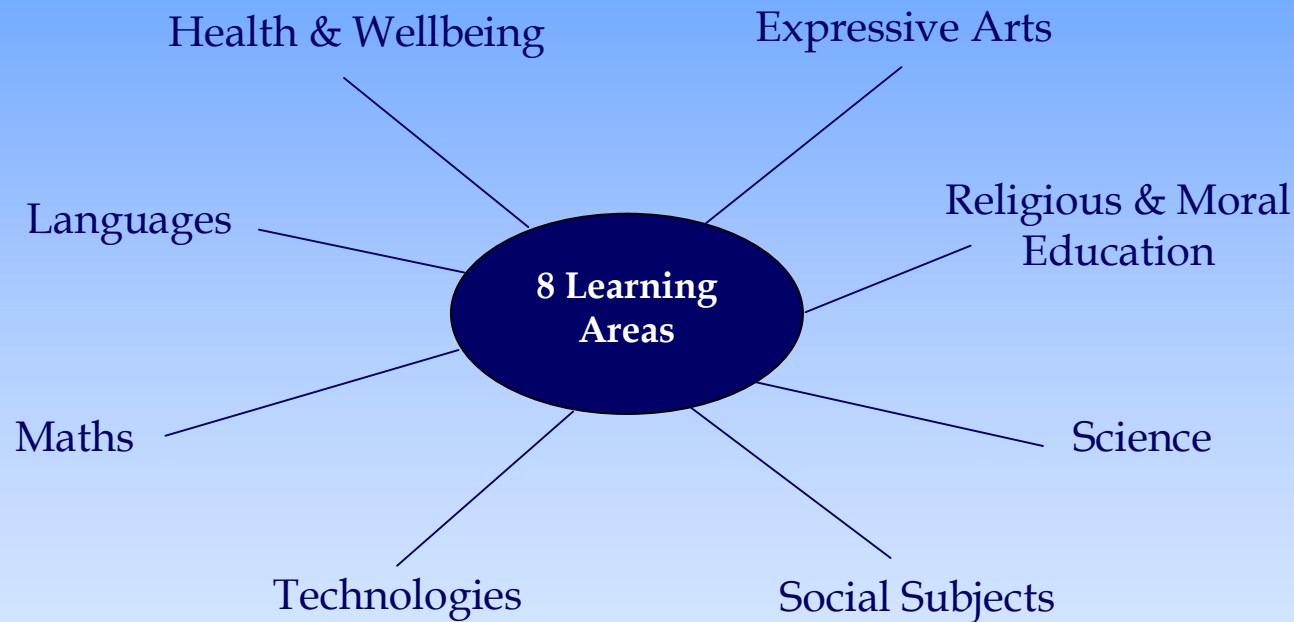 Health & Wellbeing
Expressive Arts
Languages
Religious & Moral
Education
8 Learning
Areas
Maths
Science
Technologies
Social Subjects